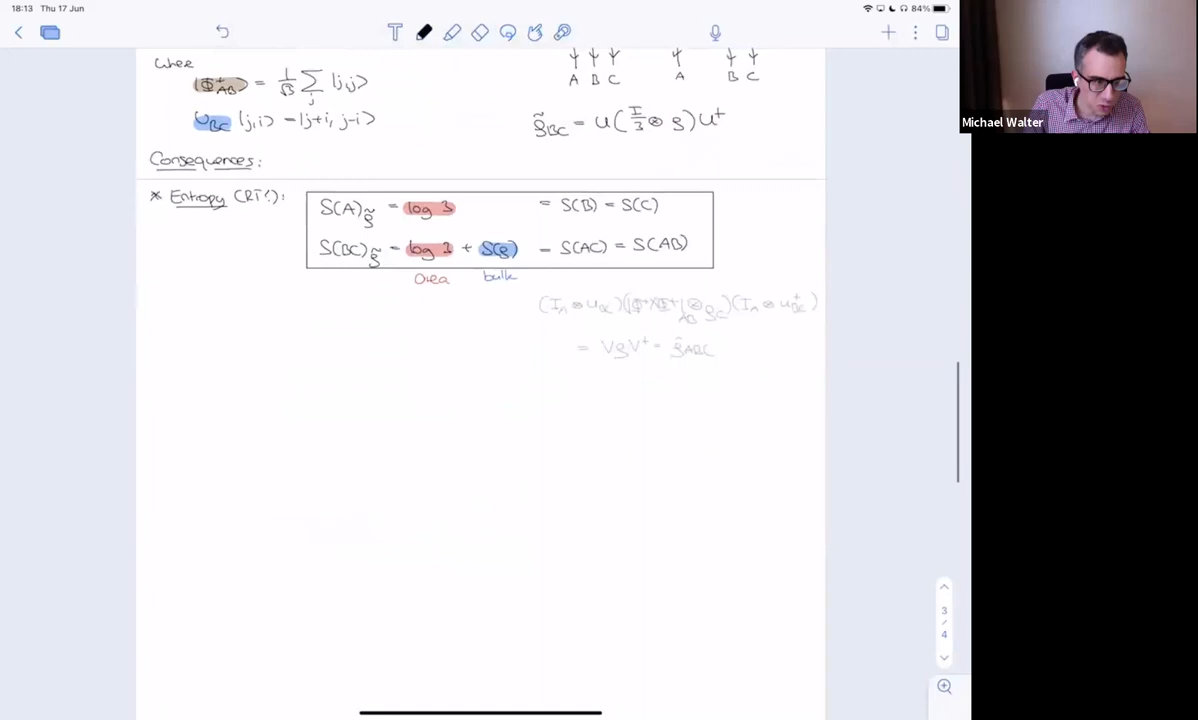 18:13 Thu 17 Jun
84%
Where
|Φ⁺_AB⟩ = 1/√3 ∑_j |j,j⟩
A B C A B C
U_BC |j,i⟩ = |j+i, j-i⟩
ρ̃_BC = U(I/3 ⊗ ρ)U⁺
Consequences:
* Entropy (RT!):
S(A)_ρ̃ = log 3 = S(B) = S(C)
S(BC)_ρ̃ = log 3 + S(ρ) = S(AC) = S(AB)
area bulk
(I_A ⊗ U_BC)(|Φ⁺X Φ⁺|_AB ⊗ ρ_C)(I_A ⊗ U_BC⁺)
= VρV⁺ = ρ̃_ABC
Michael Walter
3
/
4